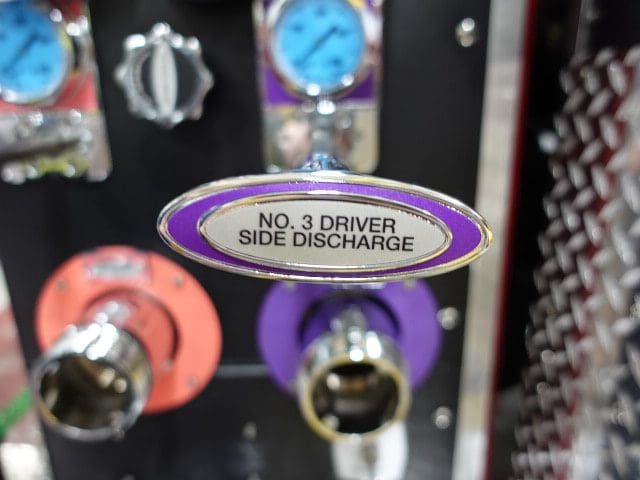 NO. 3 DRIVER
SIDE DISCHARGE